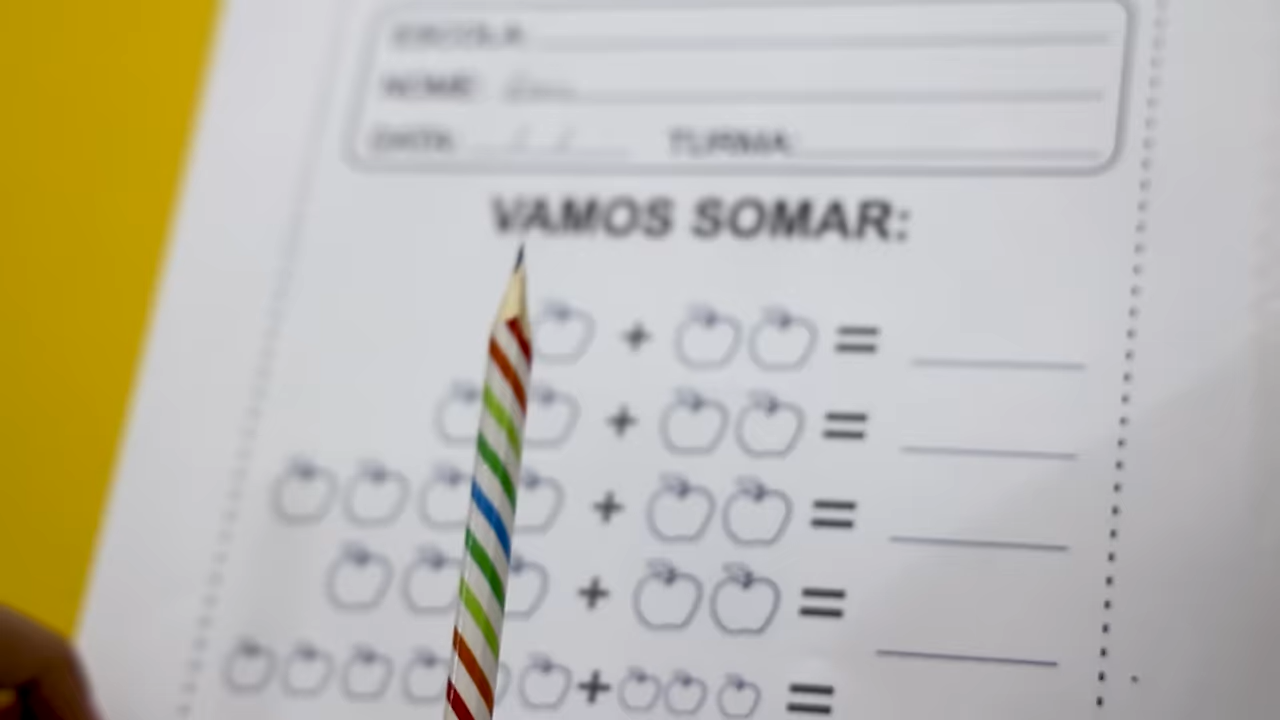 ESCOLA:
NOME:
DATA: / / TURMA:
VAMOS SOMAR:
+ =
+ =
+ =
+ =
+ =